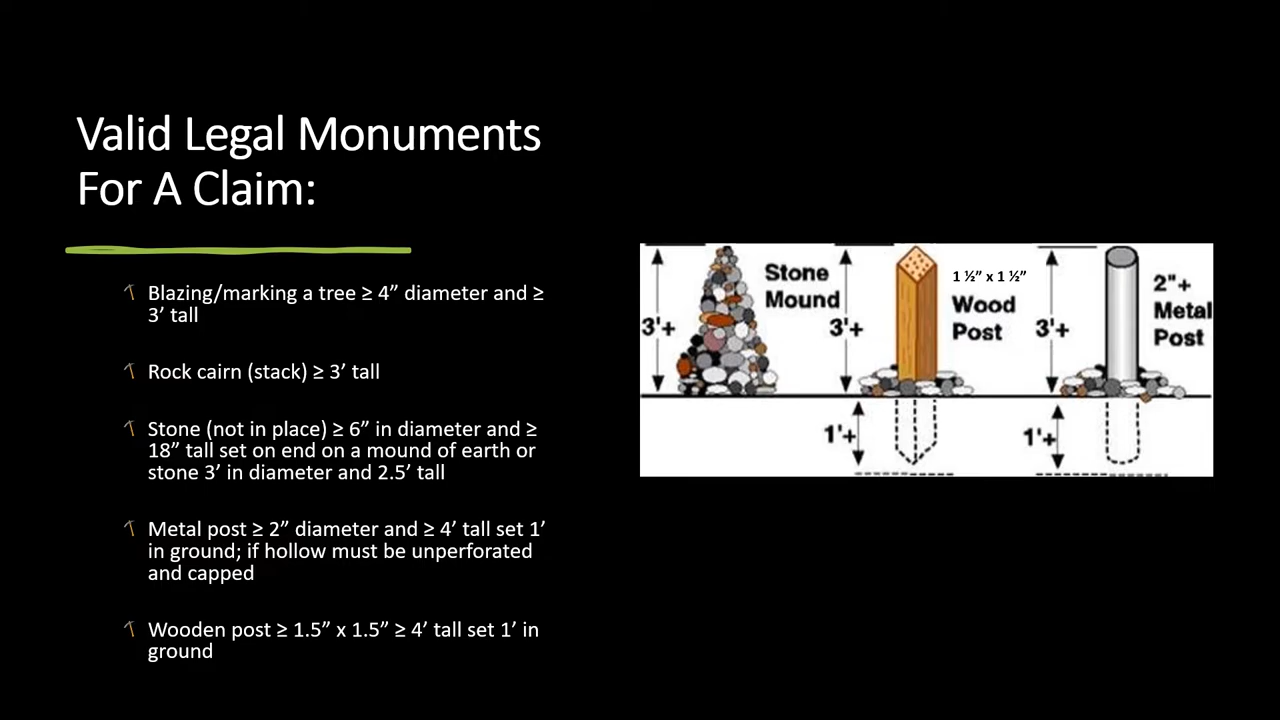 Valid Legal Monuments
For A Claim:
Blazing/marking a tree ≥ 4” diameter and ≥
3’ tall
Rock cairn (stack) ≥ 3’ tall
Stone (not in place) ≥ 6” in diameter and ≥
18” tall set on end on a mound of earth or
stone 3’ in diameter and 2.5’ tall
Metal post ≥ 2” diameter and ≥ 4’ tall set 1’
in ground; if hollow must be unperforated
and capped
Wooden post ≥ 1.5” x 1.5” ≥ 4’ tall set 1’ in
ground
3'+
Stone
Mound
3'+
1 ½” x 1 ½”
Wood
Post
1'+
3'+
2"+
Metal
Post
1'+